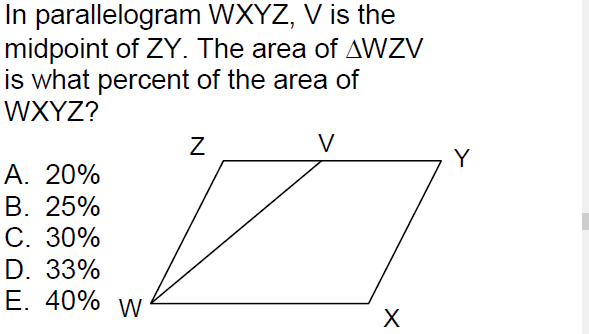 In parallelogram WXYZ, V is the
midpoint of ZY. The area of ΔWZV
is what percent of the area of
WXYZ?
Z V Y
A. 20%
B. 25%
C. 30%
D. 33%
E. 40% W
X